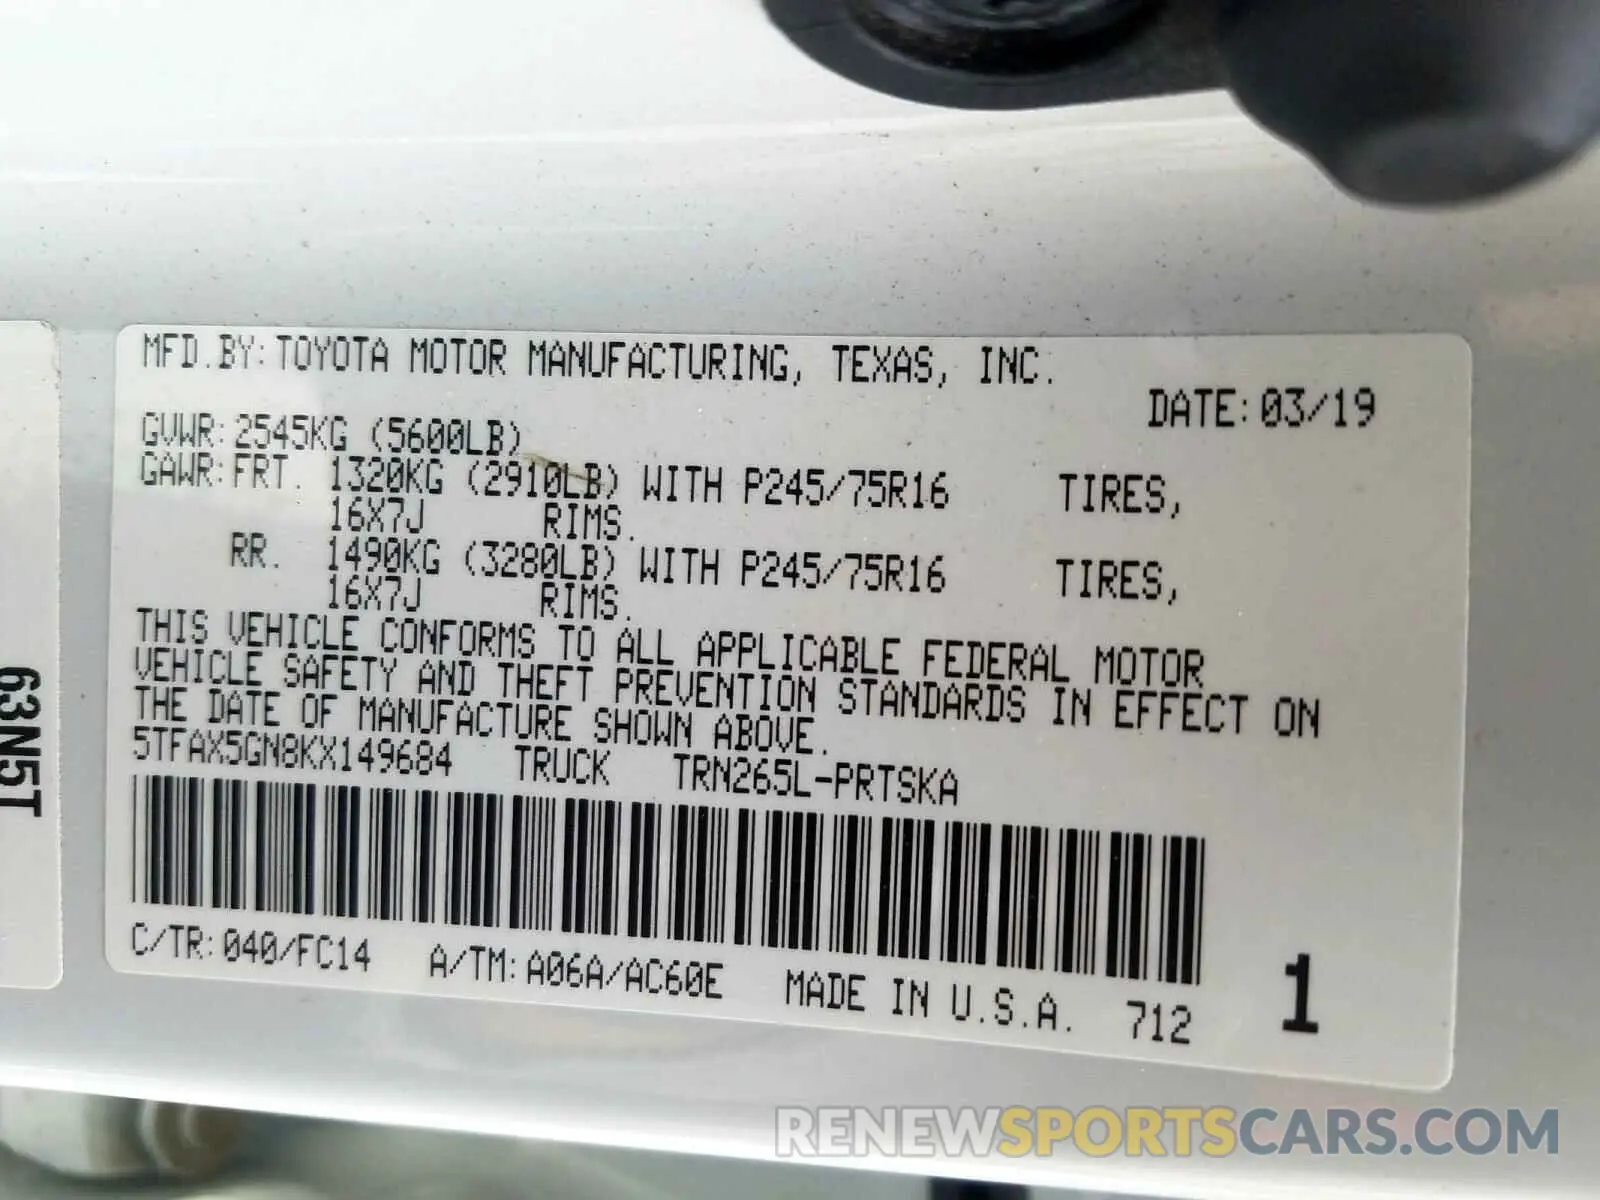 MFD.BY:TOYOTA MOTOR MANUFACTURING, TEXAS, INC.
DATE:03/19
GVWR:2545KG (5600LB)
GAWR:FRT. 1320KG (2910LB) WITH P245/75R16 TIRES,
16X7J RIMS.
RR. 1490KG (3280LB) WITH P245/75R16 TIRES,
16X7J RIMS.
THIS VEHICLE CONFORMS TO ALL APPLICABLE FEDERAL MOTOR
VEHICLE SAFETY AND THEFT PREVENTION STANDARDS IN EFFECT ON
THE DATE OF MANUFACTURE SHOWN ABOVE.
5TFAX5GN8KX149684 TRUCK TRN265L-PRTSKA
C/TR:040/FC14 A/TM:A06A/AC60E MADE IN U.S.A. 712
1
63N5T
RENEWSPORTSCARS.COM